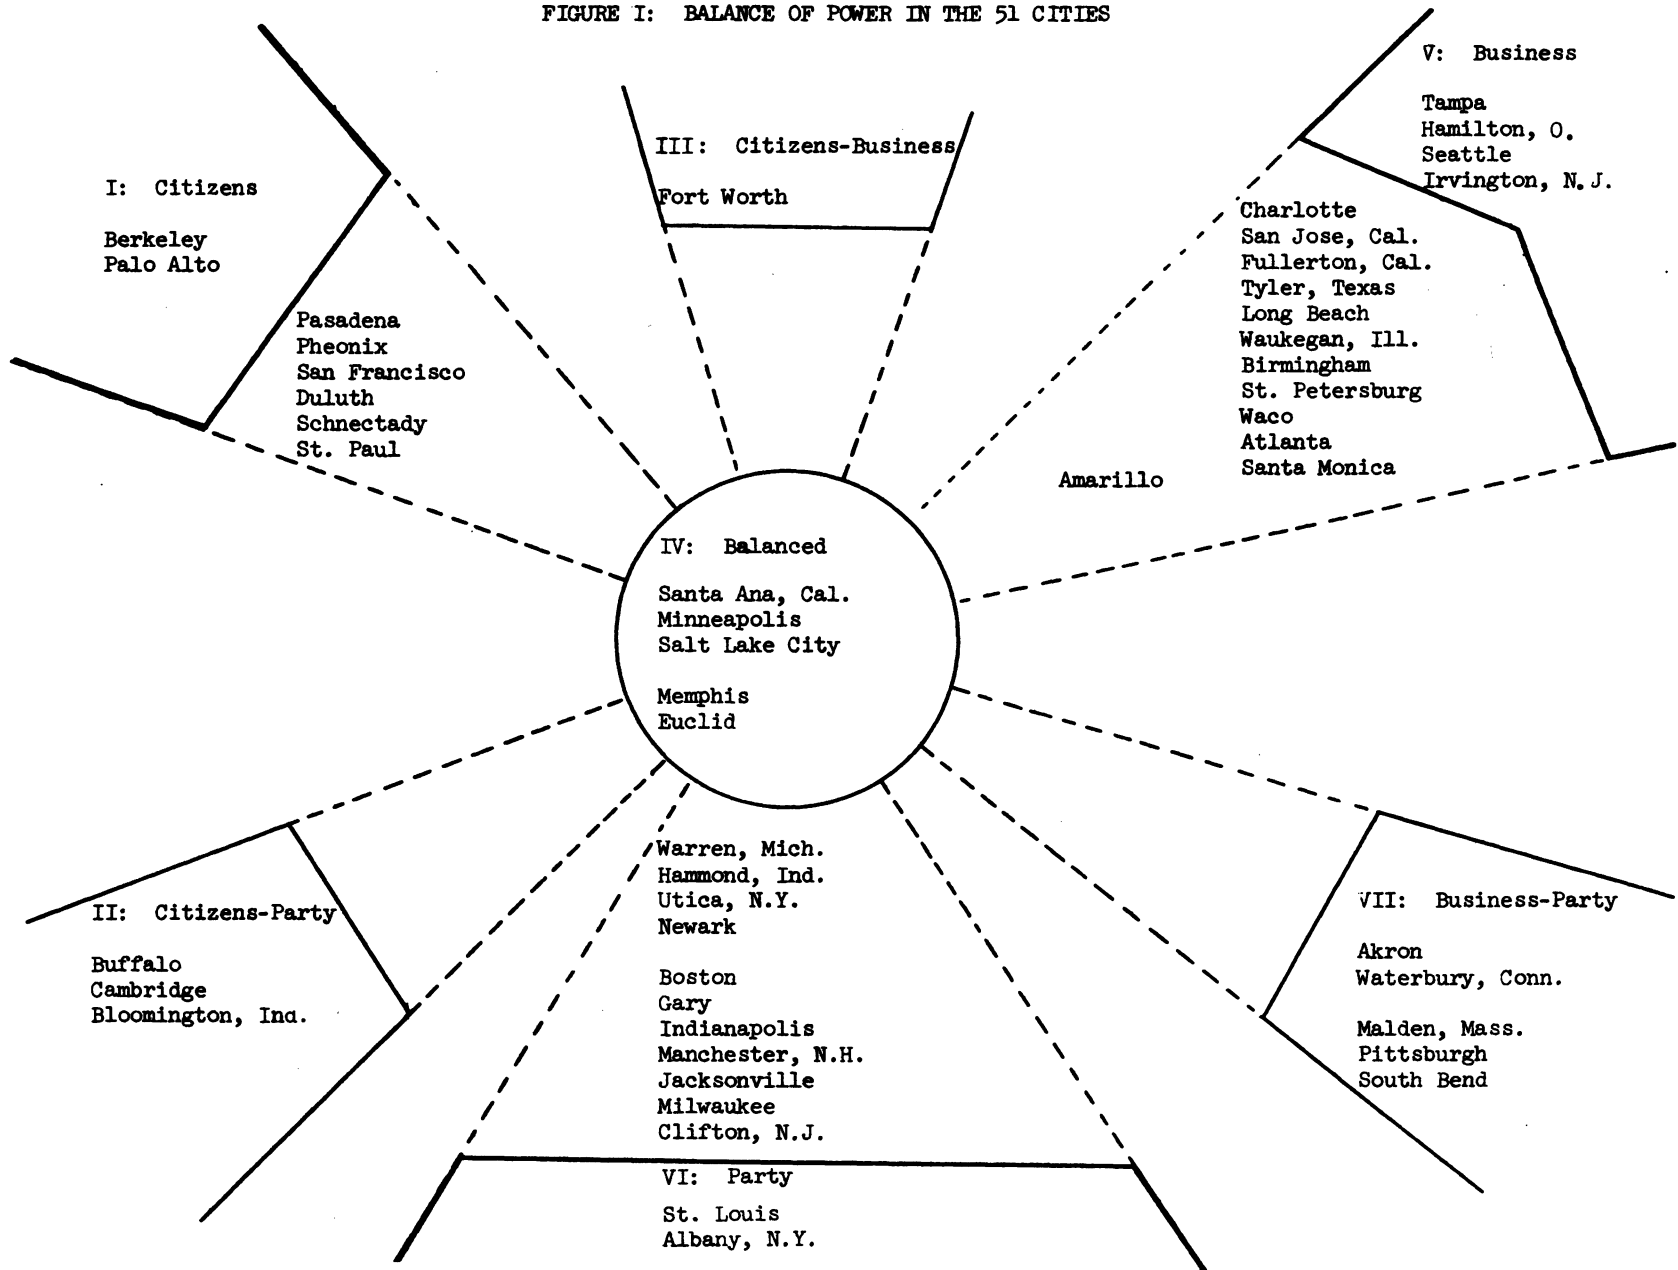 FIGURE I: BALANCE OF POWER IN THE 51 CITIES
I: Citizens
Berkeley
Palo Alto
Pasadena
Pheonix
San Francisco
Duluth
Schnectady
St. Paul
III: Citizens-Business
Fort Worth
V: Business
Tampa
Hamilton, O.
Seattle
Irvington, N.J.
Charlotte
San Jose, Cal.
Fullerton, Cal.
Tyler, Texas
Long Beach
Waukegan, Ill.
Birmingham
St. Petersburg
Waco
Atlanta
Santa Monica
Amarillo
IV: Balanced
Santa Ana, Cal.
Minneapolis
Salt Lake City
Memphis
Euclid
II: Citizens-Party
Buffalo
Cambridge
Bloomington, Ind.
Warren, Mich.
Hammond, Ind.
Utica, N.Y.
Newark
Boston
Gary
Indianapolis
Manchester, N.H.
Jacksonville
Milwaukee
Clifton, N.J.
VI: Party
St. Louis
Albany, N.Y.
VII: Business-Party
Akron
Waterbury, Conn.
Malden, Mass.
Pittsburgh
South Bend